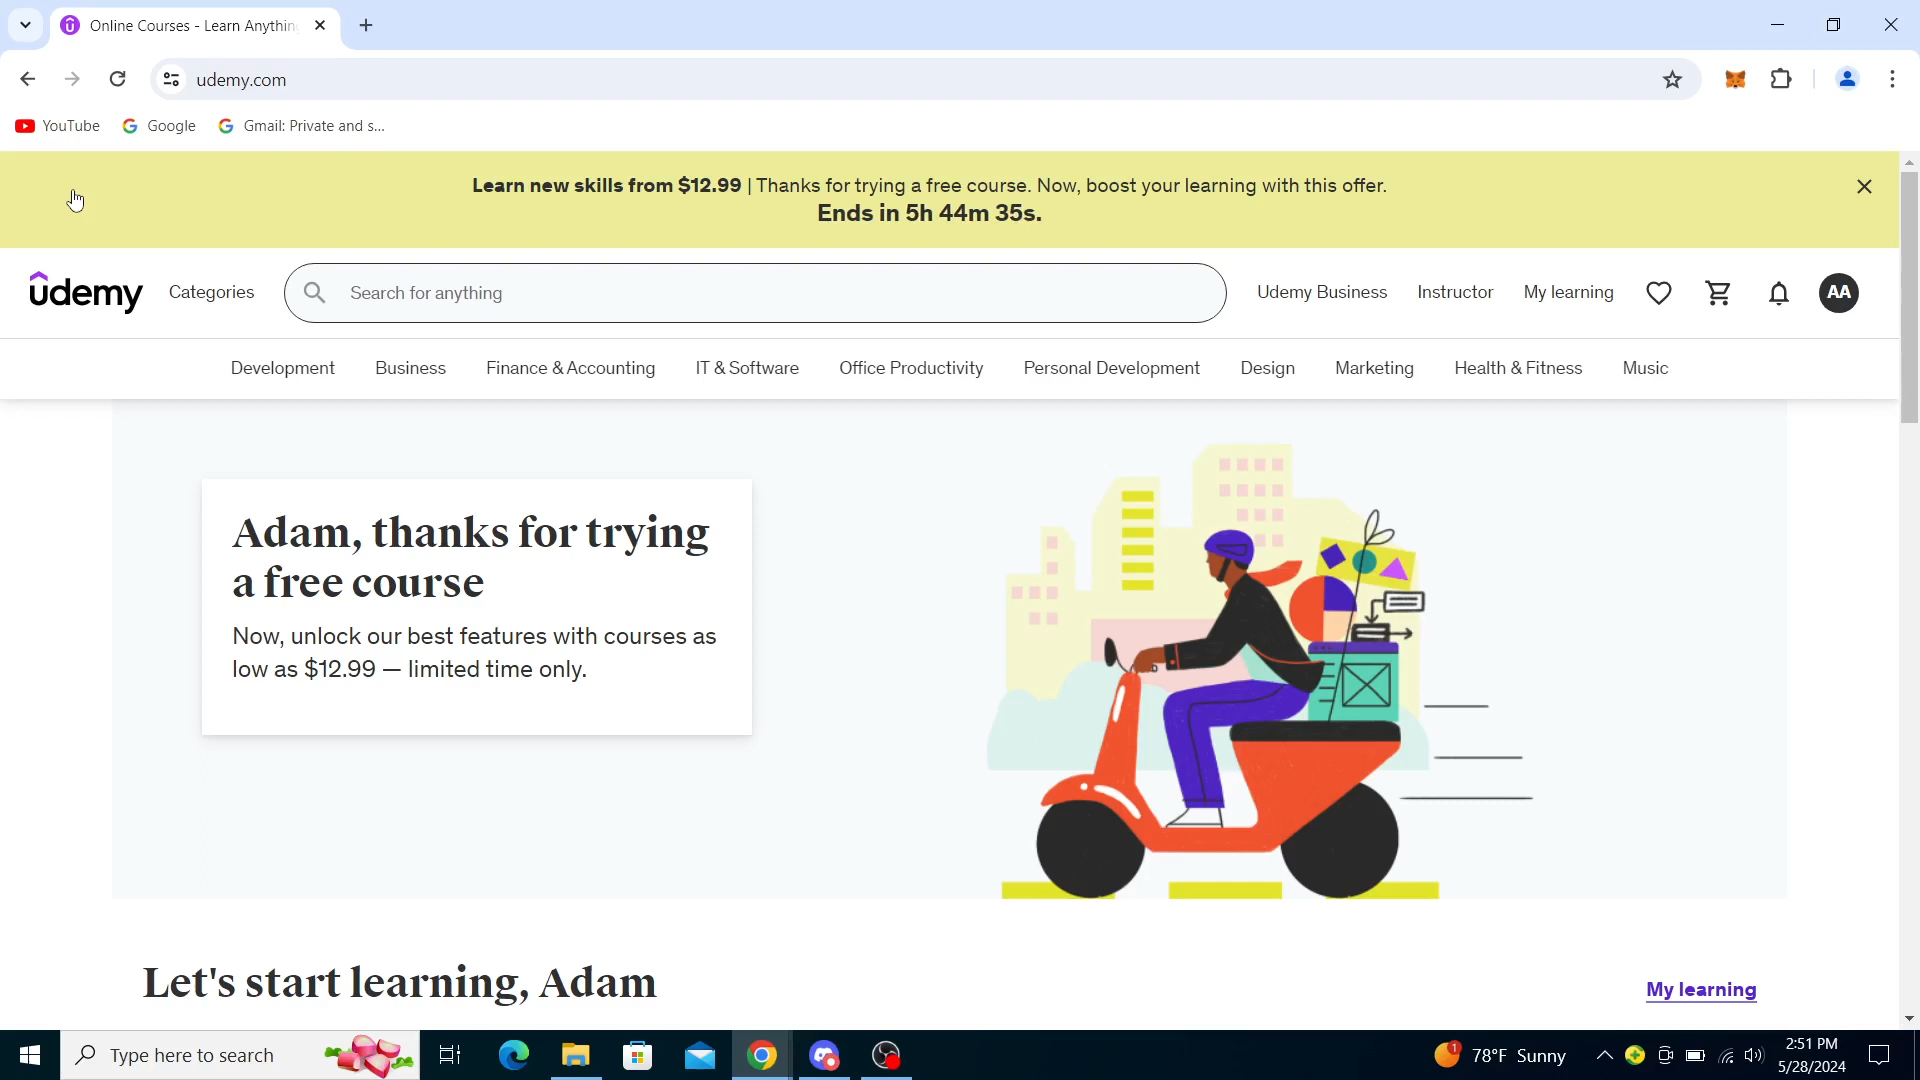 Online Courses - Learn Anythin
udemy.com
YouTube
Google
Gmail: Private and s...
Learn new skills from $12.99 | Thanks for trying a free course. Now, boost your learning with this offer.
Ends in 5h 44m 35s.
udemy
Categories
Search for anything
Udemy Business
Instructor
My learning
AA
Development
Business
Finance & Accounting
IT & Software
Office Productivity
Personal Development
Design
Marketing
Health & Fitness
Music
Adam, thanks for trying
a free course
Now, unlock our best features with courses as
low as $12.99 — limited time only.
Let's start learning, Adam
My learning
Type here to search
1
78°F Sunny
2:51 PM
5/28/2024